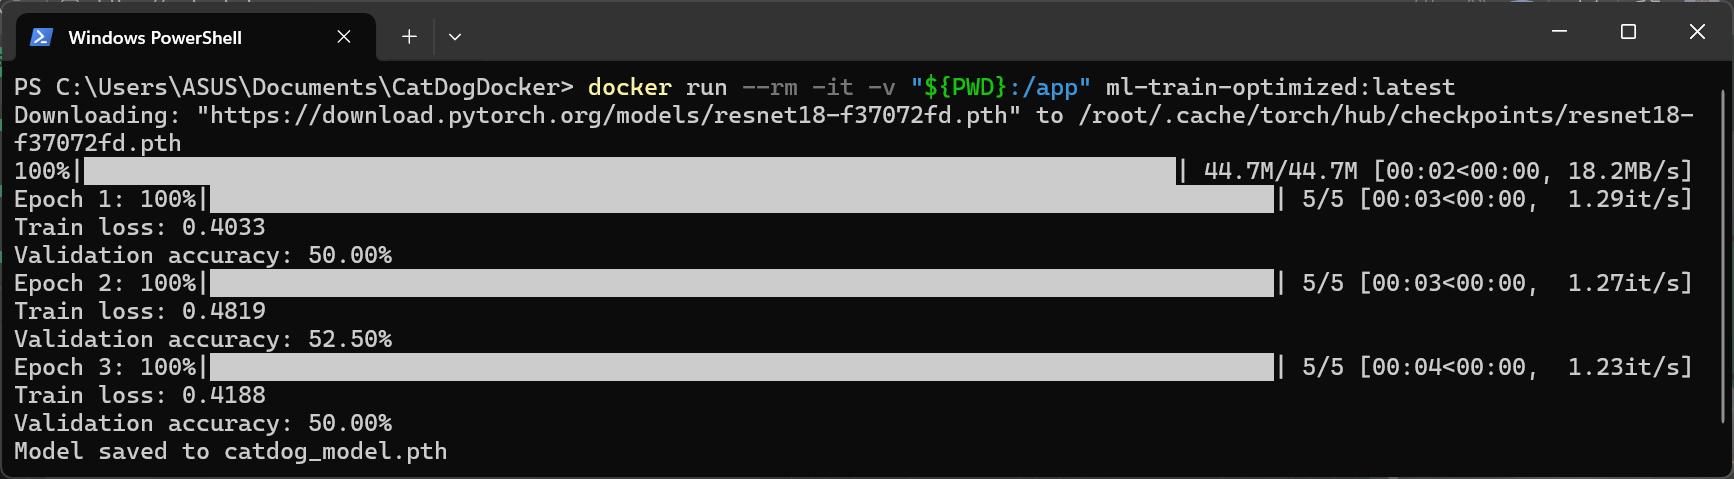 Windows PowerShell
PS C:\Users\ASUS\Documents\CatDogDocker> docker run --rm -it -v "${PWD}:/app" ml-train-optimized:latest
Downloading: "https://download.pytorch.org/models/resnet18-f37072fd.pth" to /root/.cache/torch/hub/checkpoints/resnet18-
f37072fd.pth
100%| | 44.7M/44.7M [00:02<00:00, 18.2MB/s]
Epoch 1: 100%| | 5/5 [00:03<00:00,  1.29it/s]
Train loss: 0.4033
Validation accuracy: 50.00%
Epoch 2: 100%| | 5/5 [00:03<00:00,  1.27it/s]
Train loss: 0.4819
Validation accuracy: 52.50%
Epoch 3: 100%| | 5/5 [00:04<00:00,  1.23it/s]
Train loss: 0.4188
Validation accuracy: 50.00%
Model saved to catdog_model.pth